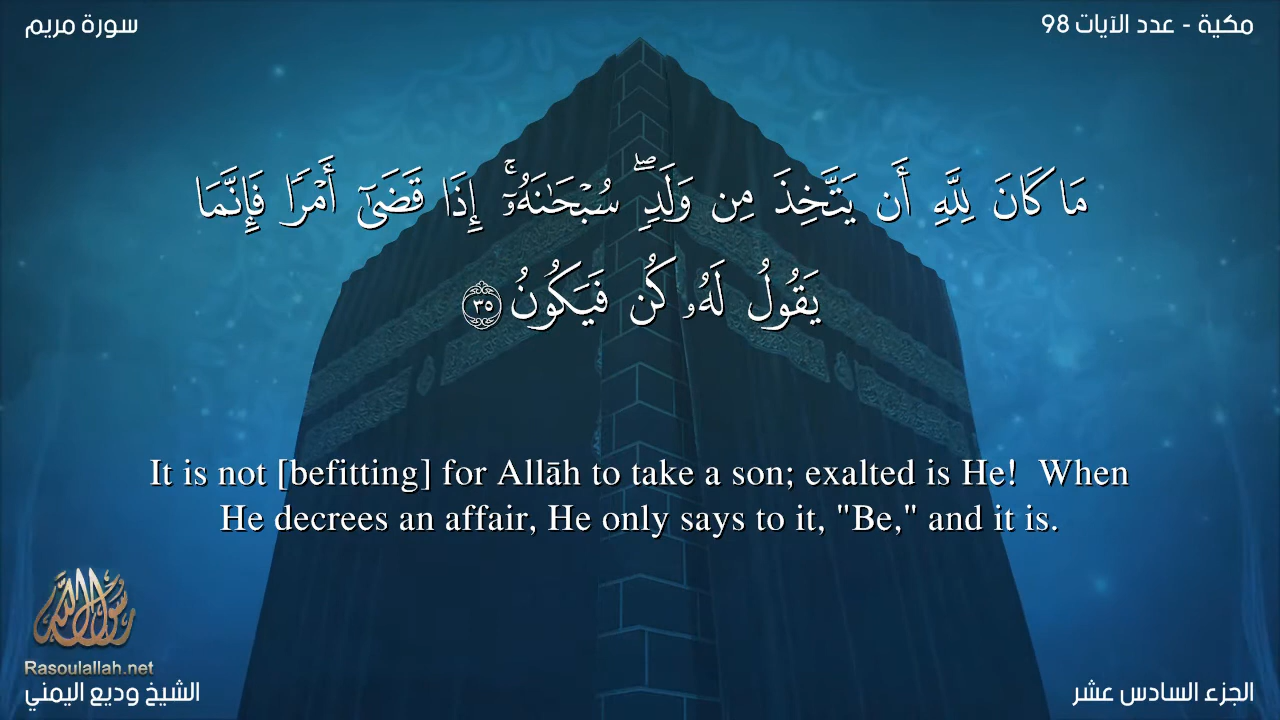 سورة مريم
مكية - عدد الآيات 98
مَا كَانَ لِلَّهِ أَن يَتَّخِذَ مِن وَلَدٖۖ سُبۡحَٰنَهُۥٓۚ إِذَا قَضَىٰٓ أَمۡرٗا فَإِنَّمَا
يَقُولُ لَهُۥ كُن فَيَكُونُ ٣٥
It is not [befitting] for Allāh to take a son; exalted is He! When
He decrees an affair, He only says to it, "Be," and it is.
رسول الله
Rasoulallah.net
الشيخ وديع اليمني
الجزء السادس عشر